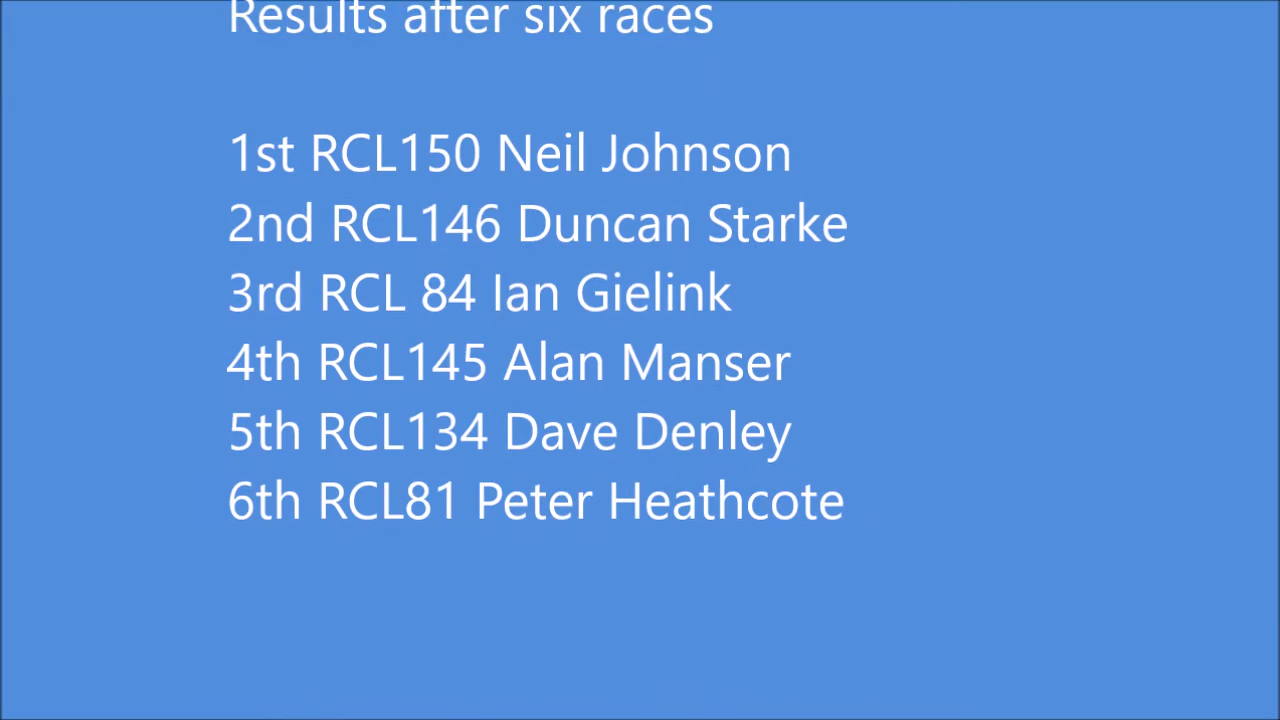 Results after six races
1st RCL150 Neil Johnson
2nd RCL146 Duncan Starke
3rd RCL 84 Ian Gielink
4th RCL145 Alan Manser
5th RCL134 Dave Denley
6th RCL81 Peter Heathcote